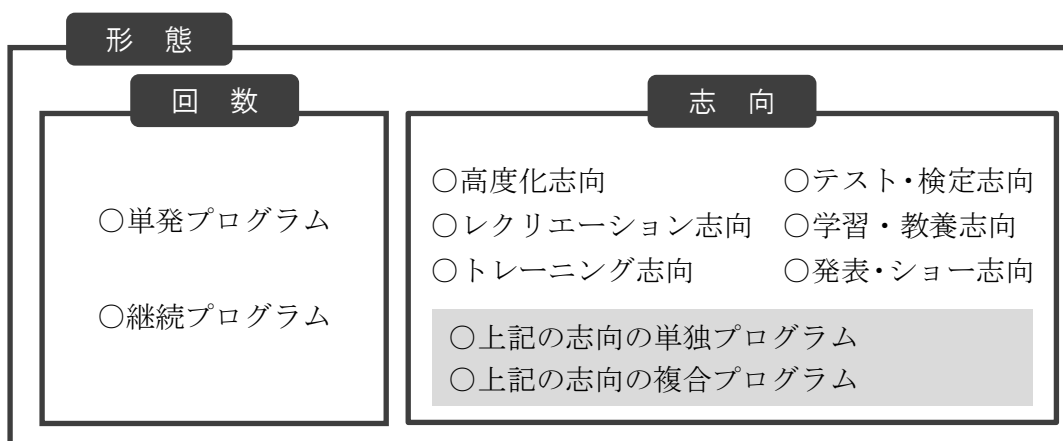 形 態
回 数
○単発プログラム
○継続プログラム
志 向
○高度化志向 ○テスト・検定志向
○レクリエーション志向 ○学習・教養志向
○トレーニング志向 ○発表・ショー志向
○上記の志向の単独プログラム
○上記の志向の複合プログラム